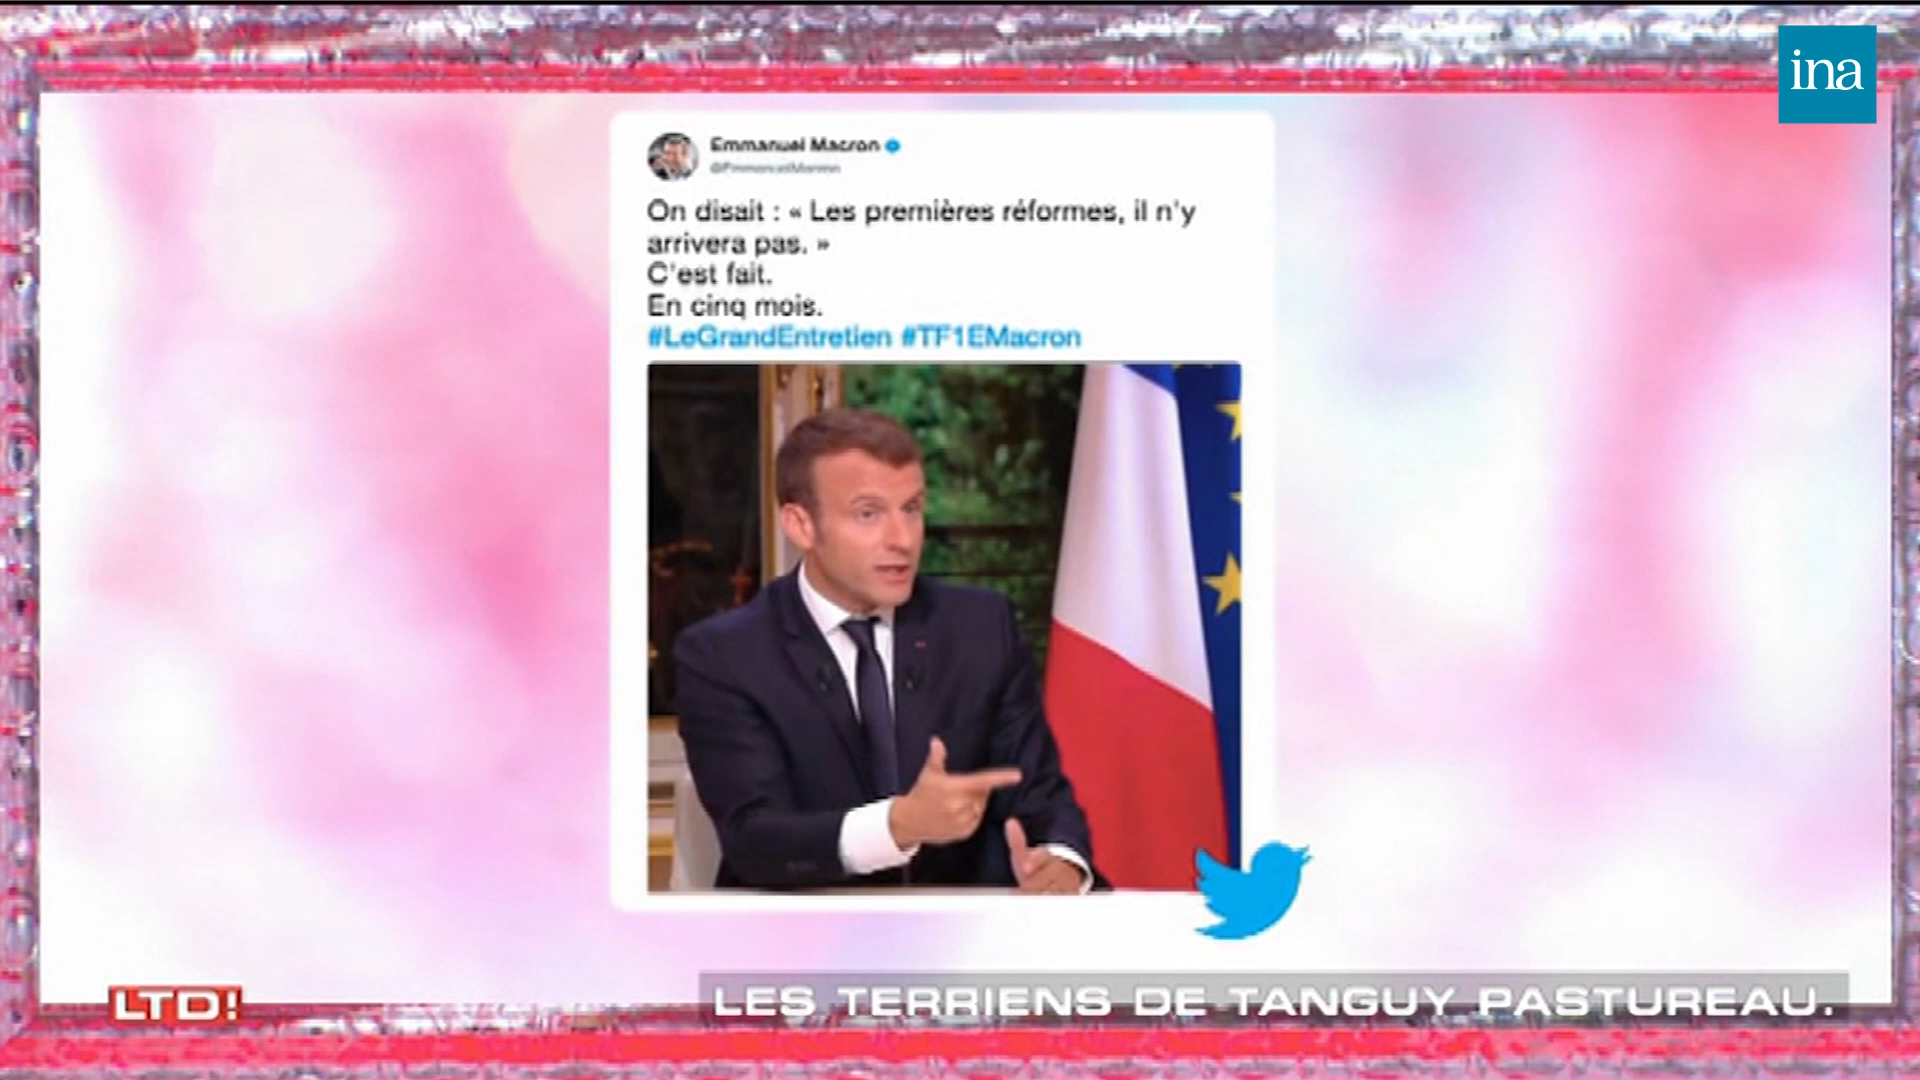 ina
Emmanuel Macron
@EmmanuelMacron
On disait : « Les premières réformes, il n'y
arrivera pas. »
C'est fait.
En cinq mois.
#LeGrandEntretien #TF1EMacron
LTD!
LES TERRIENS DE TANGUY PASTUREAU.